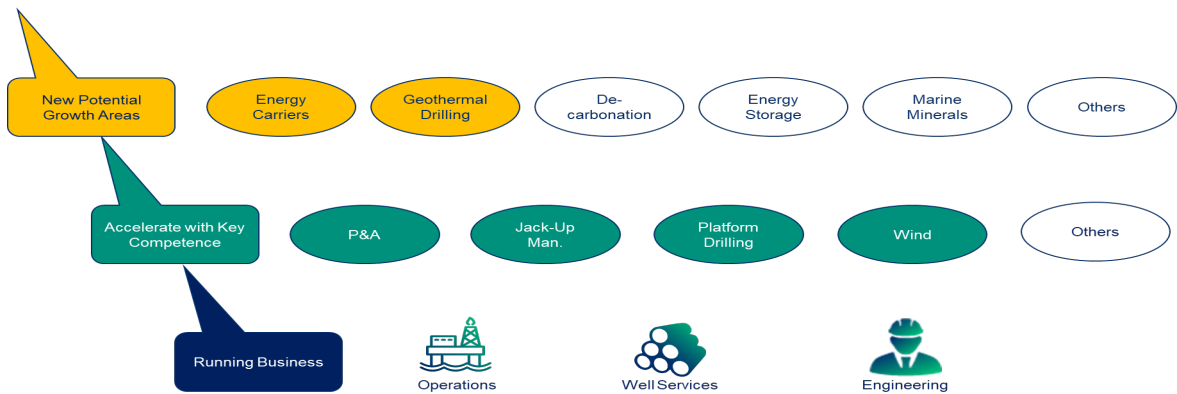 New Potential
Growth Areas
Energy
Carriers
Geothermal
Drilling
De-
carbonation
Energy
Storage
Marine
Minerals
Others
Accelerate with Key
Competence
P&A
Jack-Up
Man.
Platform
Drilling
Wind
Others
Running Business
Operations
Well Services
Engineering